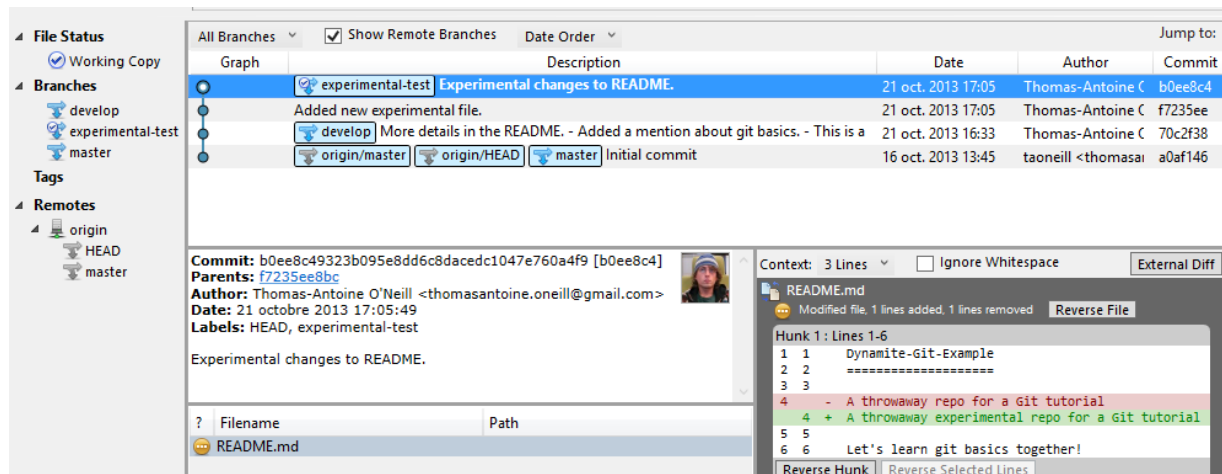 File Status
Working Copy
Branches
develop
experimental-test
master
Tags
Remotes
origin
HEAD
master
All Branches Show Remote Branches Date Order Jump to:
Graph Description Date Author Commit
experimental-test Experimental changes to README. 21 oct. 2013 17:05 Thomas-Antoine C b0ee8c4
Added new experimental file. 21 oct. 2013 17:05 Thomas-Antoine C f7235ee
develop More details in the README. - Added a mention about git basics. - This is a 21 oct. 2013 16:33 Thomas-Antoine C 70c2f38
origin/master origin/HEAD master Initial commit 16 oct. 2013 13:45 taoneill <thomasai a0af146
Commit: b0ee8c49323b095e8dd6c8dacedc1047e760a4f9 [b0ee8c4]
Parents: f7235ee8bc
Author: Thomas-Antoine O'Neill <thomasantoine.oneill@gmail.com>
Date: 21 octobre 2013 17:05:49
Labels: HEAD, experimental-test
Experimental changes to README.
? Filename Path
README.md
Context: 3 Lines Ignore Whitespace External Diff
README.md
Modified file, 1 lines added, 1 lines removed Reverse File
Hunk 1 : Lines 1-6
1 1 Dynamite-Git-Example
2 2 ====================
3 3
4 - A throwaway repo for a Git tutorial
4 + A throwaway experimental repo for a Git tutorial
5 5
6 6 Let's learn git basics together!
Reverse Hunk Reverse Selected Lines